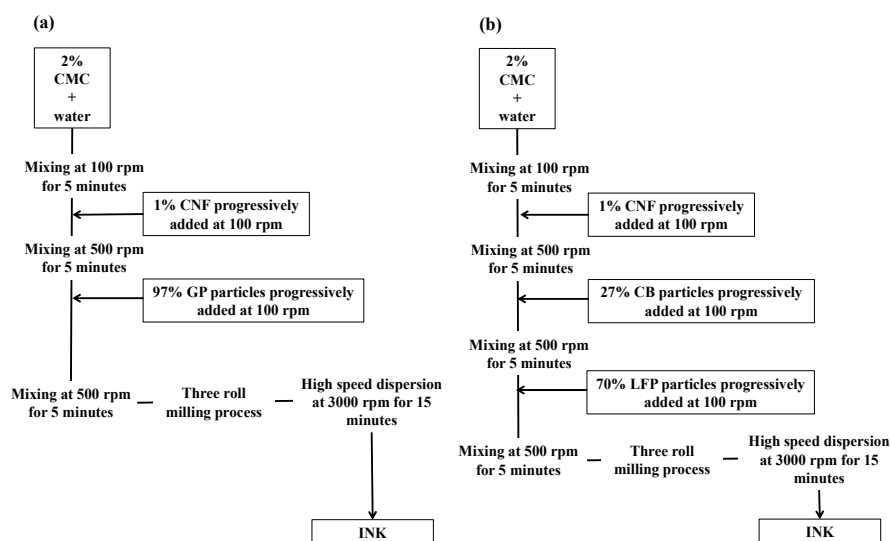 (a)
2%
CMC
+
water
Mixing at 100 rpm
for 5 minutes
1% CNF progressively
added at 100 rpm
Mixing at 500 rpm
for 5 minutes
97% GP particles progressively
added at 100 rpm
Mixing at 500 rpm
for 5 minutes
Three roll
milling process
High speed dispersion
at 3000 rpm for 15
minutes
INK
(b)
2%
CMC
+
water
Mixing at 100 rpm
for 5 minutes
1% CNF progressively
added at 100 rpm
Mixing at 500 rpm
for 5 minutes
27% CB particles progressively
added at 100 rpm
Mixing at 500 rpm
for 5 minutes
70% LFP particles progressively
added at 100 rpm
Mixing at 500 rpm
for 5 minutes
Three roll
milling process
High speed dispersion
at 3000 rpm for 15
minutes
INK